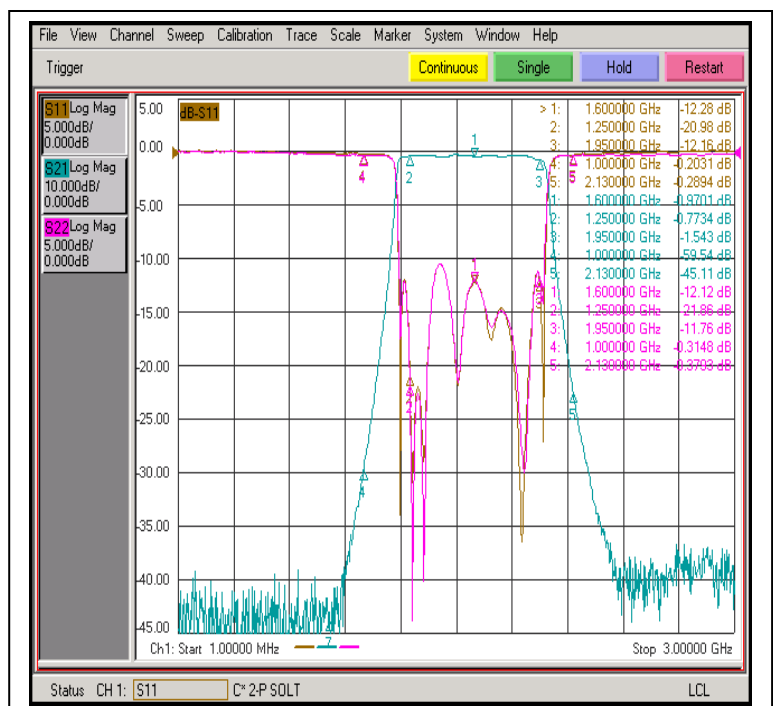 File View Channel Sweep Calibration Trace Scale Marker System Window Help
Trigger Continuous Single Hold Restart
S11 Log Mag
5.000dB/
0.000dB
S21 Log Mag
10.000dB/
0.000dB
S22 Log Mag
5.000dB/
0.000dB
5.00
0.00
-5.00
-10.00
-15.00
-20.00
-25.00
-30.00
-35.00
-40.00
-45.00
dB-S11
> 1: 1.600000 GHz -12.28 dB
2: 1.250000 GHz -20.98 dB
3: 1.950000 GHz -12.16 dB
4: 1.000000 GHz -0.2031 dB
5: 2.130000 GHz -0.2894 dB
1: 1.600000 GHz -0.9701 dB
2: 1.250000 GHz -0.7734 dB
3: 1.950000 GHz -1.543 dB
4: 1.000000 GHz -59.54 dB
5: 2.130000 GHz -45.11 dB
1 1.600000 GHz -12.12 dB
2: 1.250000 GHz -21.86 dB
3: 1.950000 GHz -11.76 dB
4: 1.000000 GHz -0.3148 dB
5: 2.130000 GHz -0.3703 dB
1
4
2
3
5
1
2
4
5
Ch1: Start 1.00000 MHz
Stop 3.00000 GHz
Status CH 1: S11 C* 2-P SOLT LCL